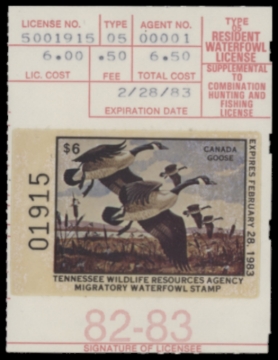 LICENSE NO. TYPE AGENT NO.
5001915 05 00001
6.00 .50 6.50
LIC. COST FEE TOTAL COST
2/28/83
EXPIRATION DATE
TYPE
05
RESIDENT
WATERFOWL
LICENSE
SUPPLEMENTAL
TO
COMBINATION
HUNTING AND
FISHING
LICENSE
01915
$6
CANADA
GOOSE
EXPIRES FEBRUARY 28, 1983
TENNESSEE WILDLIFE RESOURCES AGENCY
MIGRATORY WATERFOWL STAMP
82-83
SIGNATURE OF LICENSEE